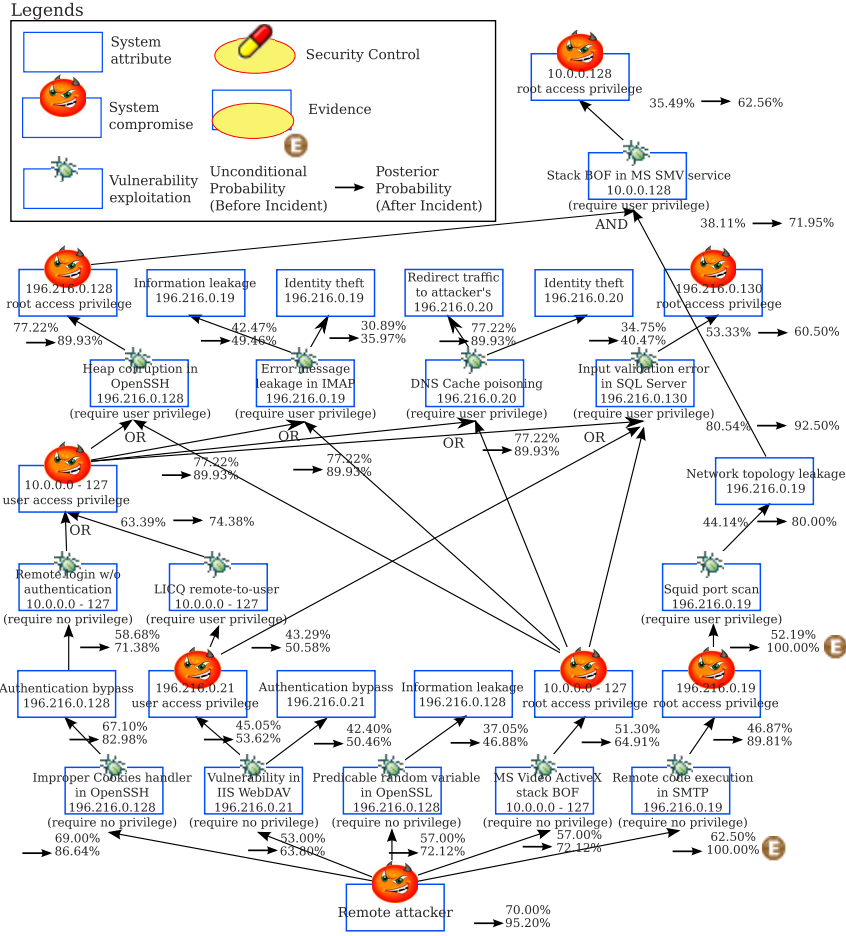 Legends
System
attribute
Security Control
System
compromise
Evidence
E
Vulnerability
exploitation
Unconditional
Probability
(Before Incident)
Posterior
Probability
(After Incident)
10.0.0.128
root access privilege
35.49%
62.56%
Stack BOF in MS SMV service
10.0.0.128
(require user privilege)
AND
38.11%
71.95%
196.216.0.128
root access privilege
Information leakage
196.216.0.19
Identity theft
196.216.0.19
Redirect traffic
to attacker's
196.216.0.20
Identity theft
196.216.0.20
196.216.0.130
root access privilege
77.22%
89.93%
42.47%
49.46%
30.89%
35.97%
77.22%
89.93%
34.75%
40.47%
53.33%
60.50%
Heap corruption in
OpenSSH
196.216.0.128
(require user privilege)
OR
Error message
leakage in IMAP
196.216.0.19
(require user privilege)
OR
DNS Cache poisoning
196.216.0.20
(require user privilege)
OR
Input validation error
in SQL Server
196.216.0.130
(require user privilege)
OR
80.54%
92.50%
77.22%
89.93%
77.22%
89.93%
77.22%
89.93%
10.0.0.0 - 127
user access privilege
OR
63.39%
74.38%
Network topology leakage
196.216.0.19
44.14%
80.00%
Remote login w/o
authentication
10.0.0.0 - 127
(require no privilege)
LICQ remote-to-user
10.0.0.0 - 127
(require user privilege)
Squid port scan
196.216.0.19
(require user privilege)
58.68%
71.38%
43.29%
50.58%
52.19%
100.00%
E
Authentication bypass
196.216.0.128
196.216.0.21
user access privilege
Authentication bypass
196.216.0.21
Information leakage
196.216.0.128
10.0.0.0 - 127
root access privilege
196.216.0.19
root access privilege
67.10%
82.98%
45.05%
53.62%
42.40%
50.46%
37.05%
46.88%
51.30%
64.91%
46.87%
89.81%
Improper Cookies handler
in OpenSSH
196.216.0.128
(require no privilege)
Vulnerability in
IIS WebDAV
196.216.0.21
(require no privilege)
Predicable random variable
in OpenSSL
196.216.0.128
(require no privilege)
MS Video ActiveX
stack BOF
10.0.0.0 - 127
(require no privilege)
Remote code execution
in SMTP
196.216.0.19
(require no privilege)
69.00%
86.64%
53.00%
63.80%
57.00%
72.12%
57.00%
72.12%
62.50%
100.00%
E
Remote attacker
70.00%
95.20%